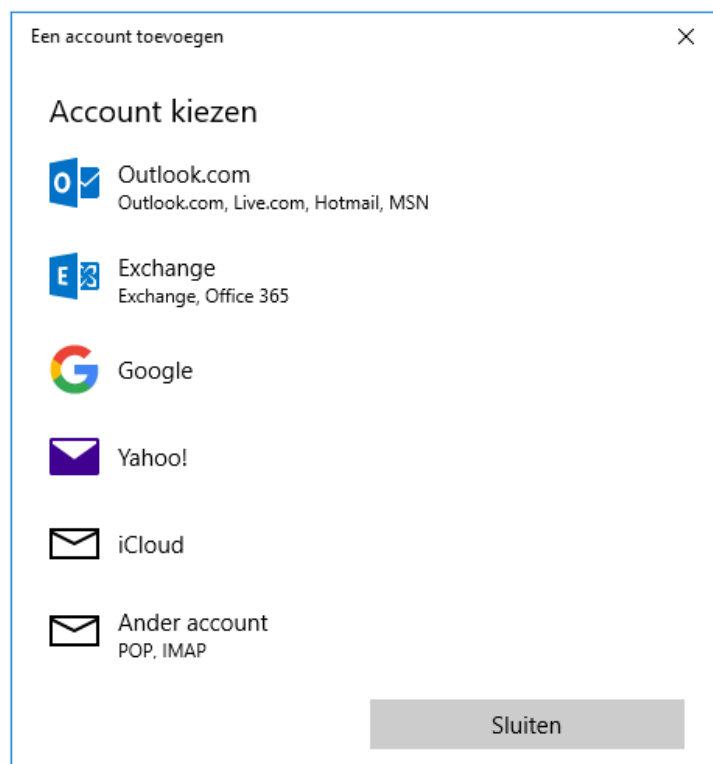 Een account toevoegen
Account kiezen
Outlook.com
Outlook.com, Live.com, Hotmail, MSN
Exchange
Exchange, Office 365
Google
Yahoo!
iCloud
Ander account
POP, IMAP
Sluiten